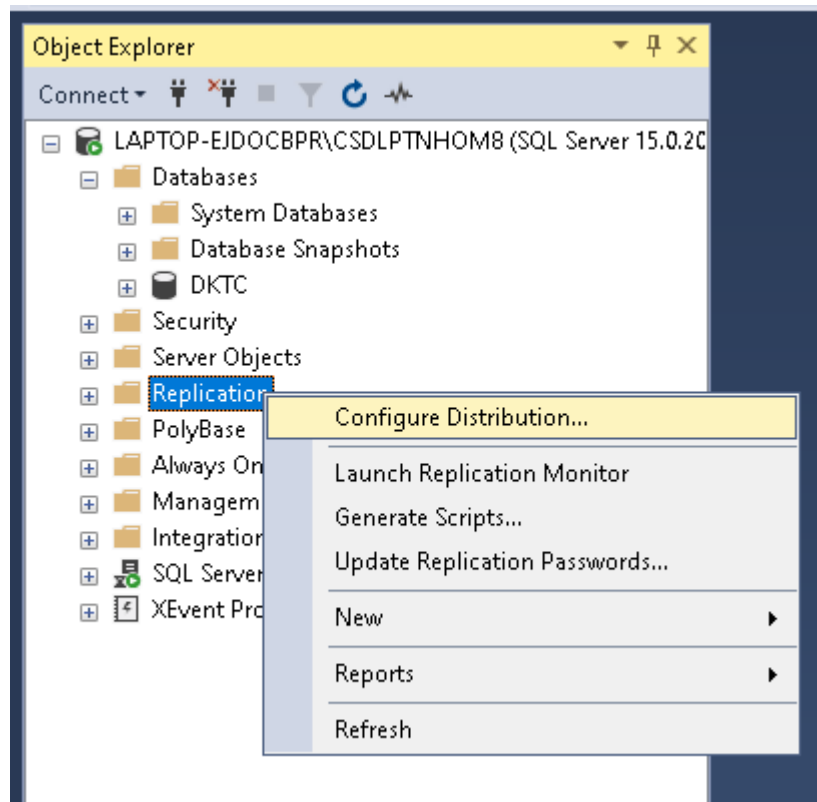 Object Explorer
Connect
LAPTOP-EJDOCBPR\CSDLPTNHOM8 (SQL Server 15.0.20
Databases
System Databases
Database Snapshots
DKTC
Security
Server Objects
Replication
PolyBase
Always On
Managem
Integration
SQL Server
XEvent Pro
Configure Distribution...
Launch Replication Monitor
Generate Scripts...
Update Replication Passwords...
New
Reports
Refresh